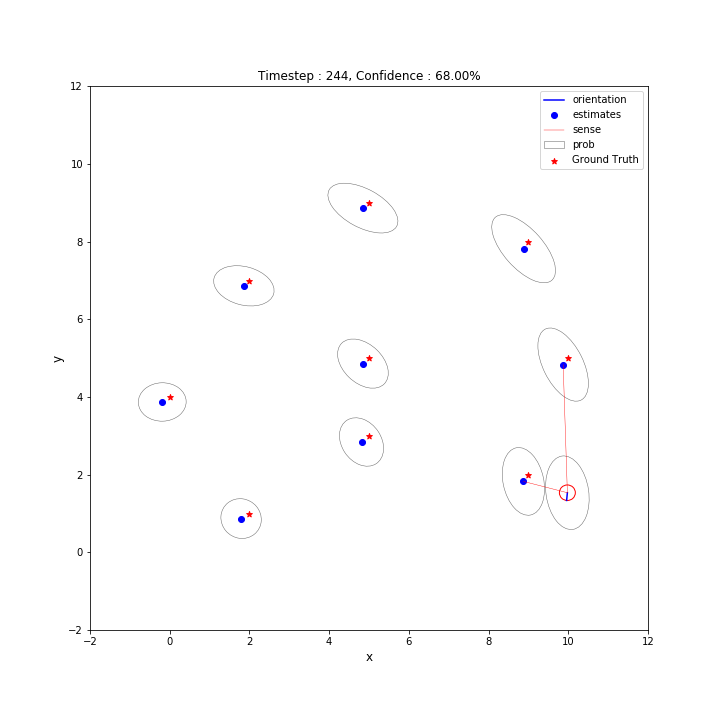 Timestep : 244, Confidence : 68.00%
orientation
estimates
sense
prob
Ground Truth
12
10
8
6
4
2
0
−2
y
−2 0 2 4 6 8 10 12
x